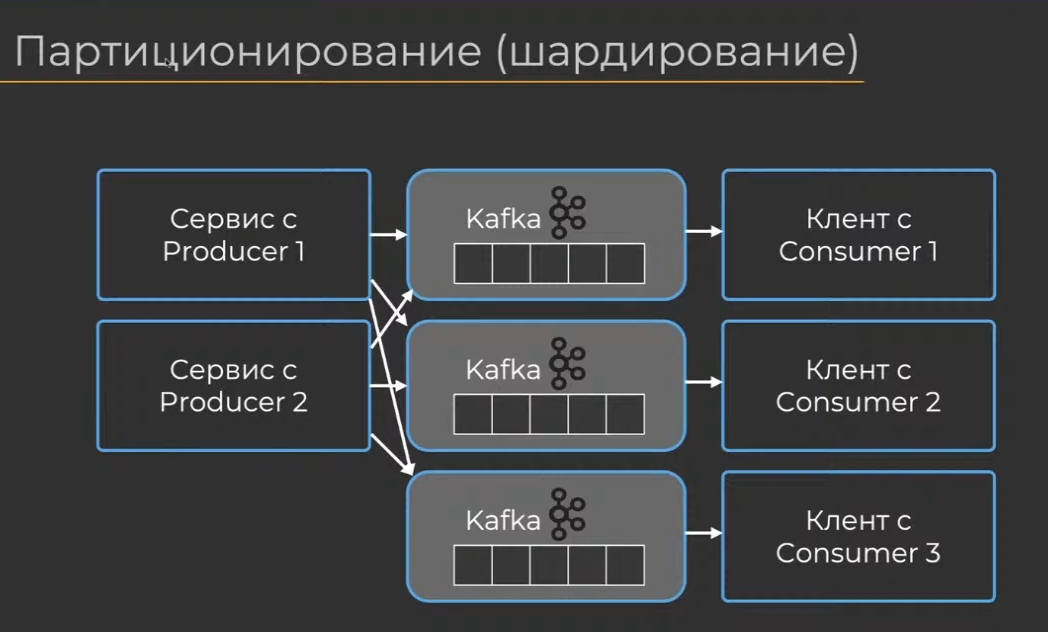 Партиционирование (шардирование)
Сервис с
Producer 1
Kafka
Клент с
Consumer 1
Сервис с
Producer 2
Kafka
Клент с
Consumer 2
Kafka
Клент с
Consumer 3